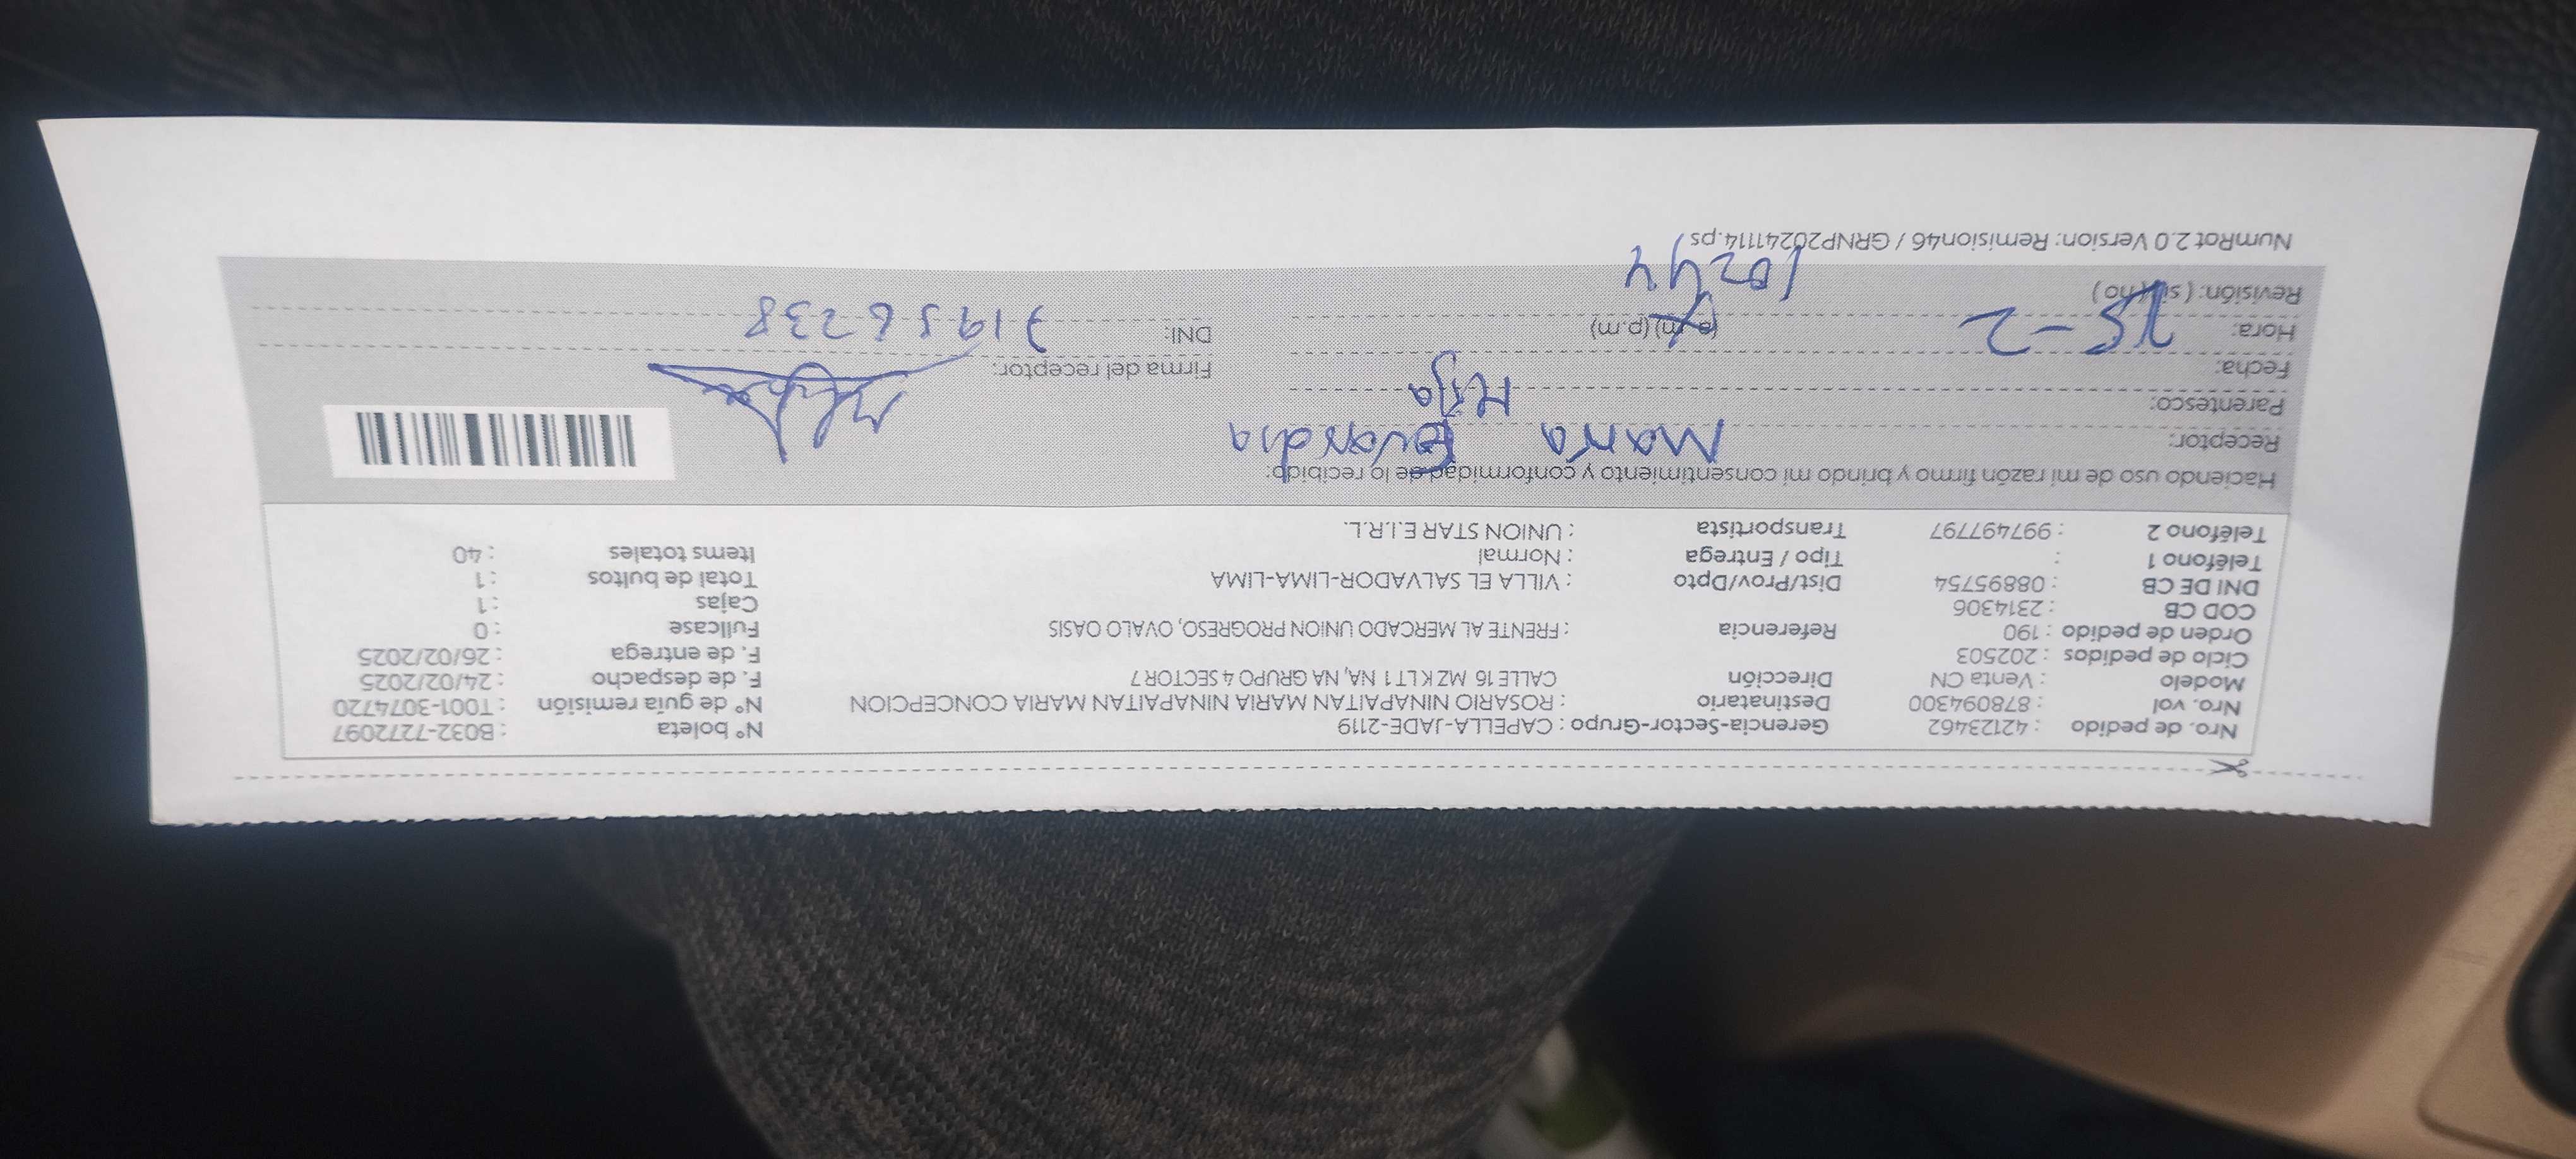 Nro. de pedido : 42123462 Gerencia-Sector-Grupo : CAPELLA-JADE-2119 N° boleta : B032-7272097
Nro. vol : 878094300 Destinatario : ROSARIO NINAPAITAN MARIA NINAPAITAN MARIA CONCEPCION N° de guía remisión : T001-3074720
Modelo : Venta CN Dirección CALLE 16 MZ K LT1 NA, NA GRUPO 4 SECTOR 7 F. de despacho : 24/02/2025
Ciclo de pedidos : 202503 F. de entrega : 26/02/2025
Orden de pedido : 190 Referencia : FRENTE AL MERCADO UNION PROGRESO, OVALO OASIS Fullcase : 0
COD CB : 2314306 Cajas : 1
DNI DE CB : 08895754 Dist/Prov/Dpto : VILLA EL SALVADOR-LIMA-LIMA Total de bultos : 1
Teléfono 1 : Tipo / Entrega : Normal Items totales : 40
Teléfono 2 : 997497797 Transportista : UNION STAR E.I.R.L.
Haciendo uso de mi razón firmo y brindo mi consentimiento y conformidad de lo recibido:
Receptor: María
Parentesco: Hija
Fecha: Firma del receptor:
Hora: (a.m) (p.m) DNI: 71956238
Revisión: ( si ) ( no )
NumRot 2.0 Version: Remision46 / GRNP20241114.ps